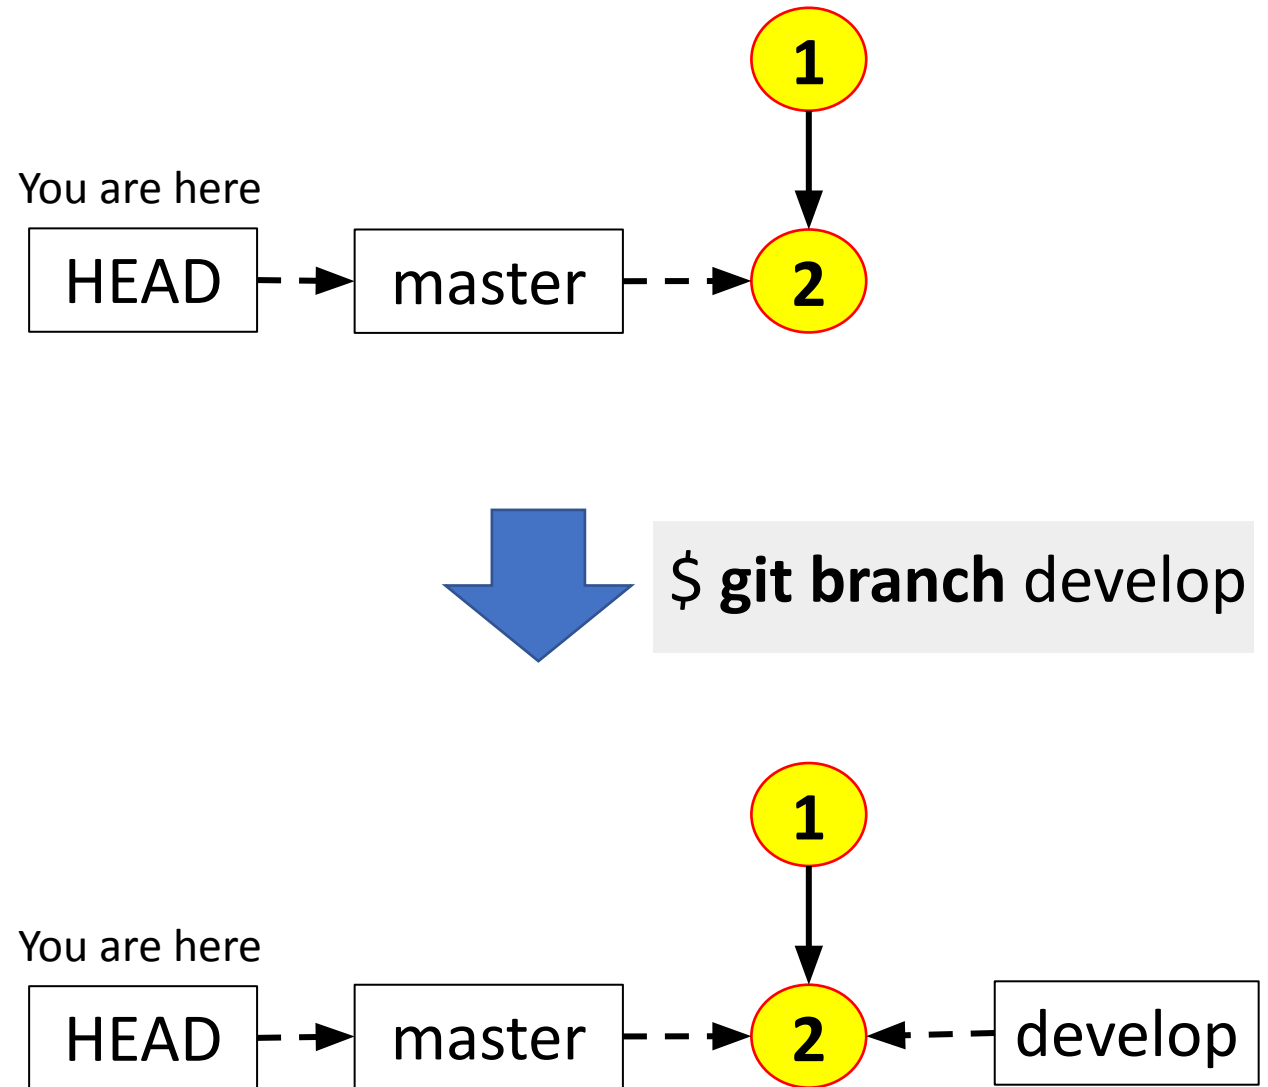 1
You are here
HEAD
master
2
$ git branch develop
1
You are here
HEAD
master
2
develop